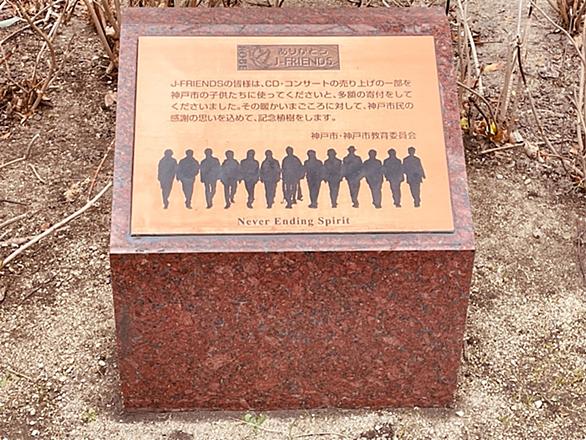 ありがとう
J-FRIENDS
J-FRIENDSの皆様は、CD・コンサートの売り上げの一部を
神戸市の子供たちに使ってくださいと、多額の寄付をして
くださいました。その暖かいまごころに対して、神戸市民の
感謝の思いを込めて、記念植樹をします。
神戸市・神戸市教育委員会
Never Ending Spirit